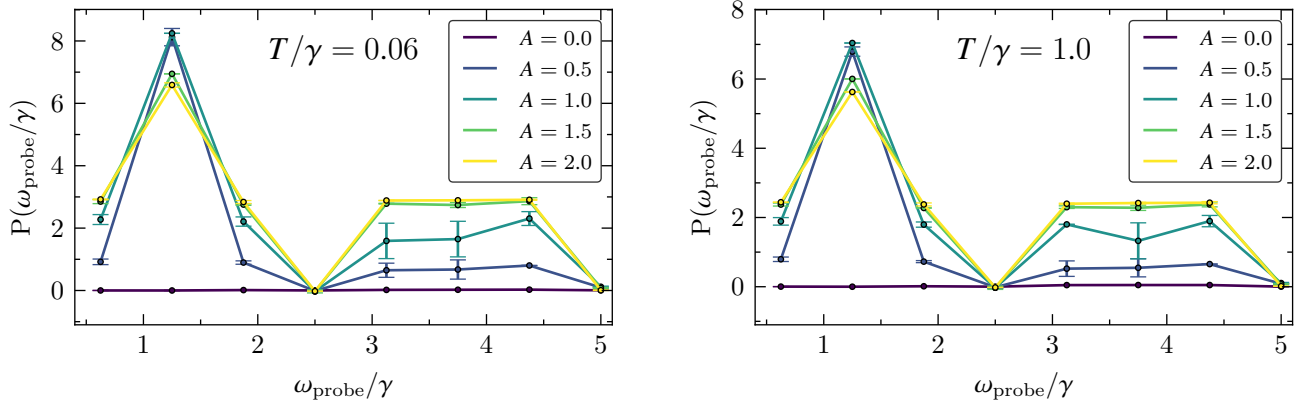 T/γ = 0.06
A = 0.0
A = 0.5
A = 1.0
A = 1.5
A = 2.0
P(ω_probe/γ)
8
6
4
2
0
1
2
3
4
5
ω_probe/γ
T/γ = 1.0
A = 0.0
A = 0.5
A = 1.0
A = 1.5
A = 2.0
P(ω_probe/γ)
8
6
4
2
0
1
2
3
4
5
ω_probe/γ